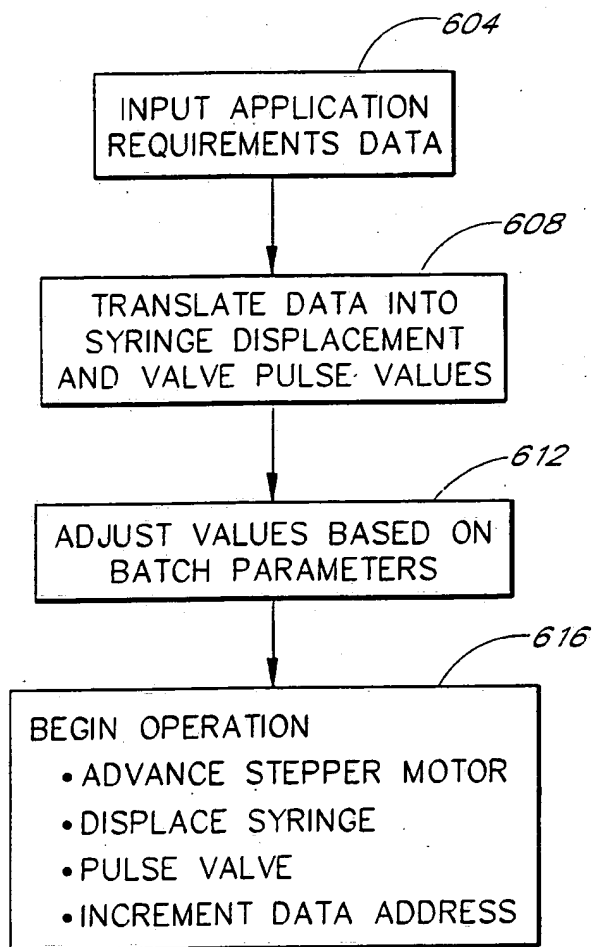 604
INPUT APPLICATION
REQUIREMENTS DATA
608
TRANSLATE DATA INTO
SYRINGE DISPLACEMENT
AND VALVE PULSE VALUES
612
ADJUST VALUES BASED ON
BATCH PARAMETERS
616
BEGIN OPERATION
• ADVANCE STEPPER MOTOR
• DISPLACE SYRINGE
• PULSE VALVE
• INCREMENT DATA ADDRESS